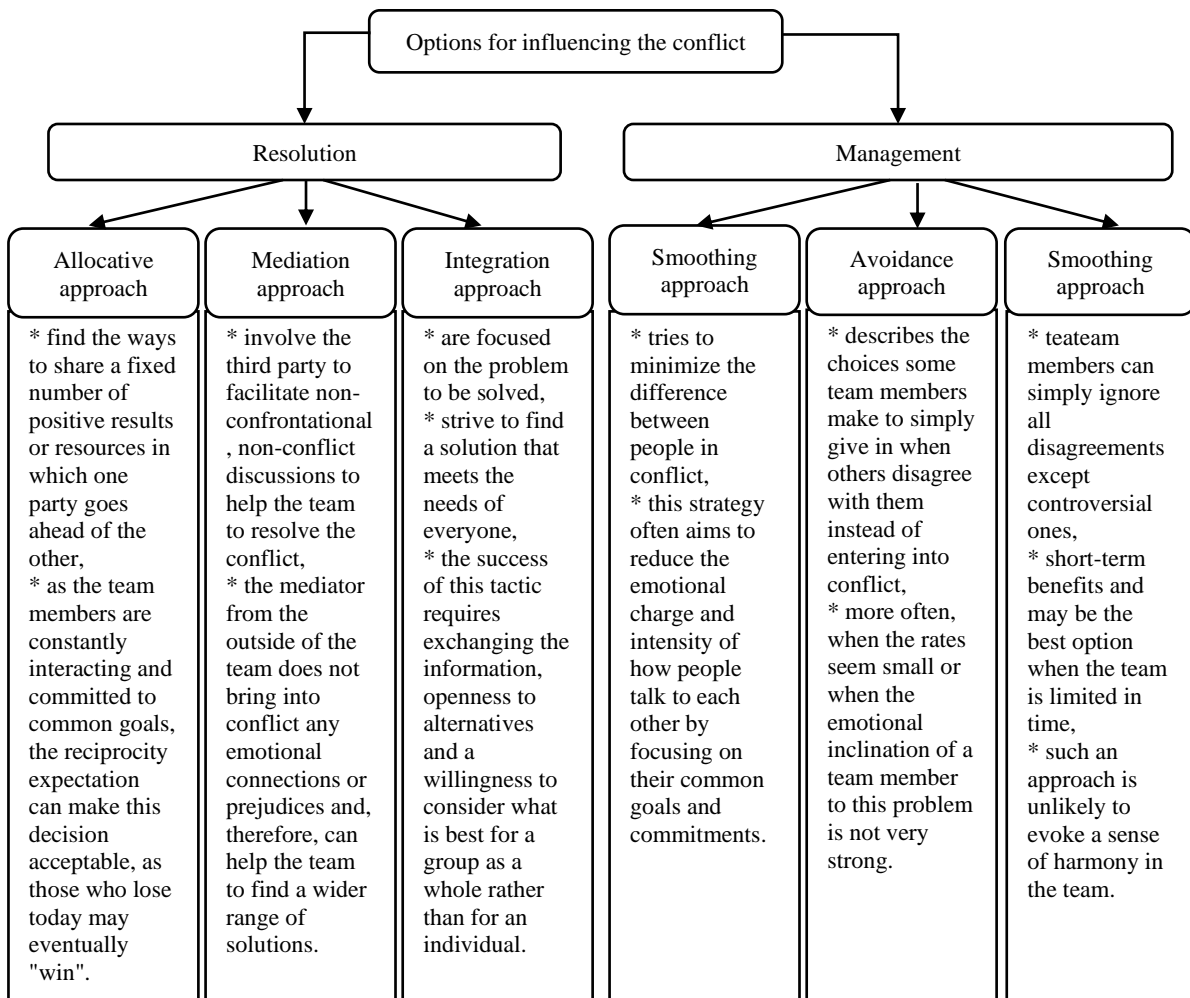 Options for influencing the conflict
Resolution
Management
Allocative
approach
* find the ways
to share a fixed
number of
positive results
or resources in
which one
party goes
ahead of the
other,
* as the team
members are
constantly
interacting and
committed to
common goals,
the reciprocity
expectation
can make this
decision
acceptable, as
those who lose
today may
eventually
"win".
Mediation
approach
* involve the
third party to
facilitate non-
confrontational
, non-conflict
discussions to
help the team
to resolve the
conflict,
* the mediator
from the
outside of the
team does not
bring into
conflict any
emotional
connections or
prejudices and,
therefore, can
help the team
to find a wider
range of
solutions.
Integration
approach
* are focused
on the problem
to be solved,
* strive to find
a solution that
meets the
needs of
everyone,
* the success
of this tactic
requires
exchanging the
information,
openness to
alternatives
and a
willingness to
consider what
is best for a
group as a
whole rather
than for an
individual.
Smoothing
approach
* tries to
minimize the
difference
between
people in
conflict,
* this strategy
often aims to
reduce the
emotional
charge and
intensity of
how people
talk to each
other by
focusing on
their common
goals and
commitments.
Avoidance
approach
* describes the
choices some
team members
make to simply
give in when
others disagree
with them
instead of
entering into
conflict,
* more often,
when the rates
seem small or
when the
emotional
inclination of a
team member
to this problem
is not very
strong.
Smoothing
approach
* teateam
members can
simply ignore
all
disagreements
except
controversial
ones,
* short-term
benefits and
may be the
best option
when the team
is limited in
time,
* such an
approach is
unlikely to
evoke a sense
of harmony in
the team.